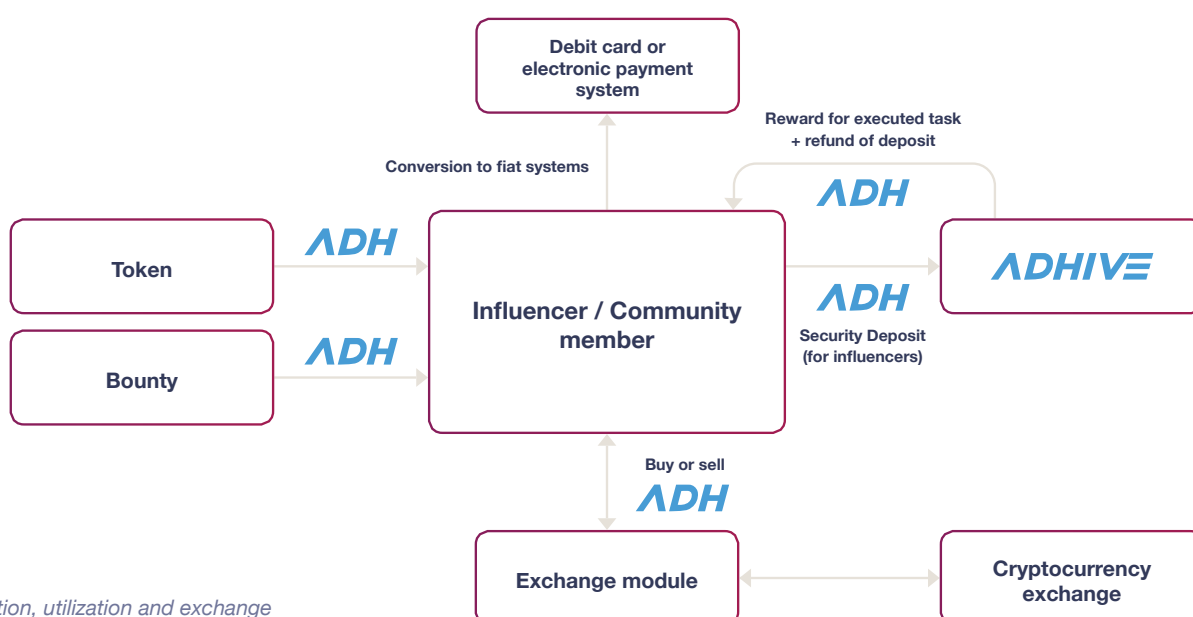 Debit card or
electronic payment
system
Reward for executed task
+ refund of deposit
Conversion to fiat systems
ADH
Token
ADH
Influencer / Community
member
ADHIVE
ADH
Security Deposit
(for influencers)
Bounty
ADH
Buy or sell
ADH
Exchange module
Cryptocurrency
exchange
utilization and exchange